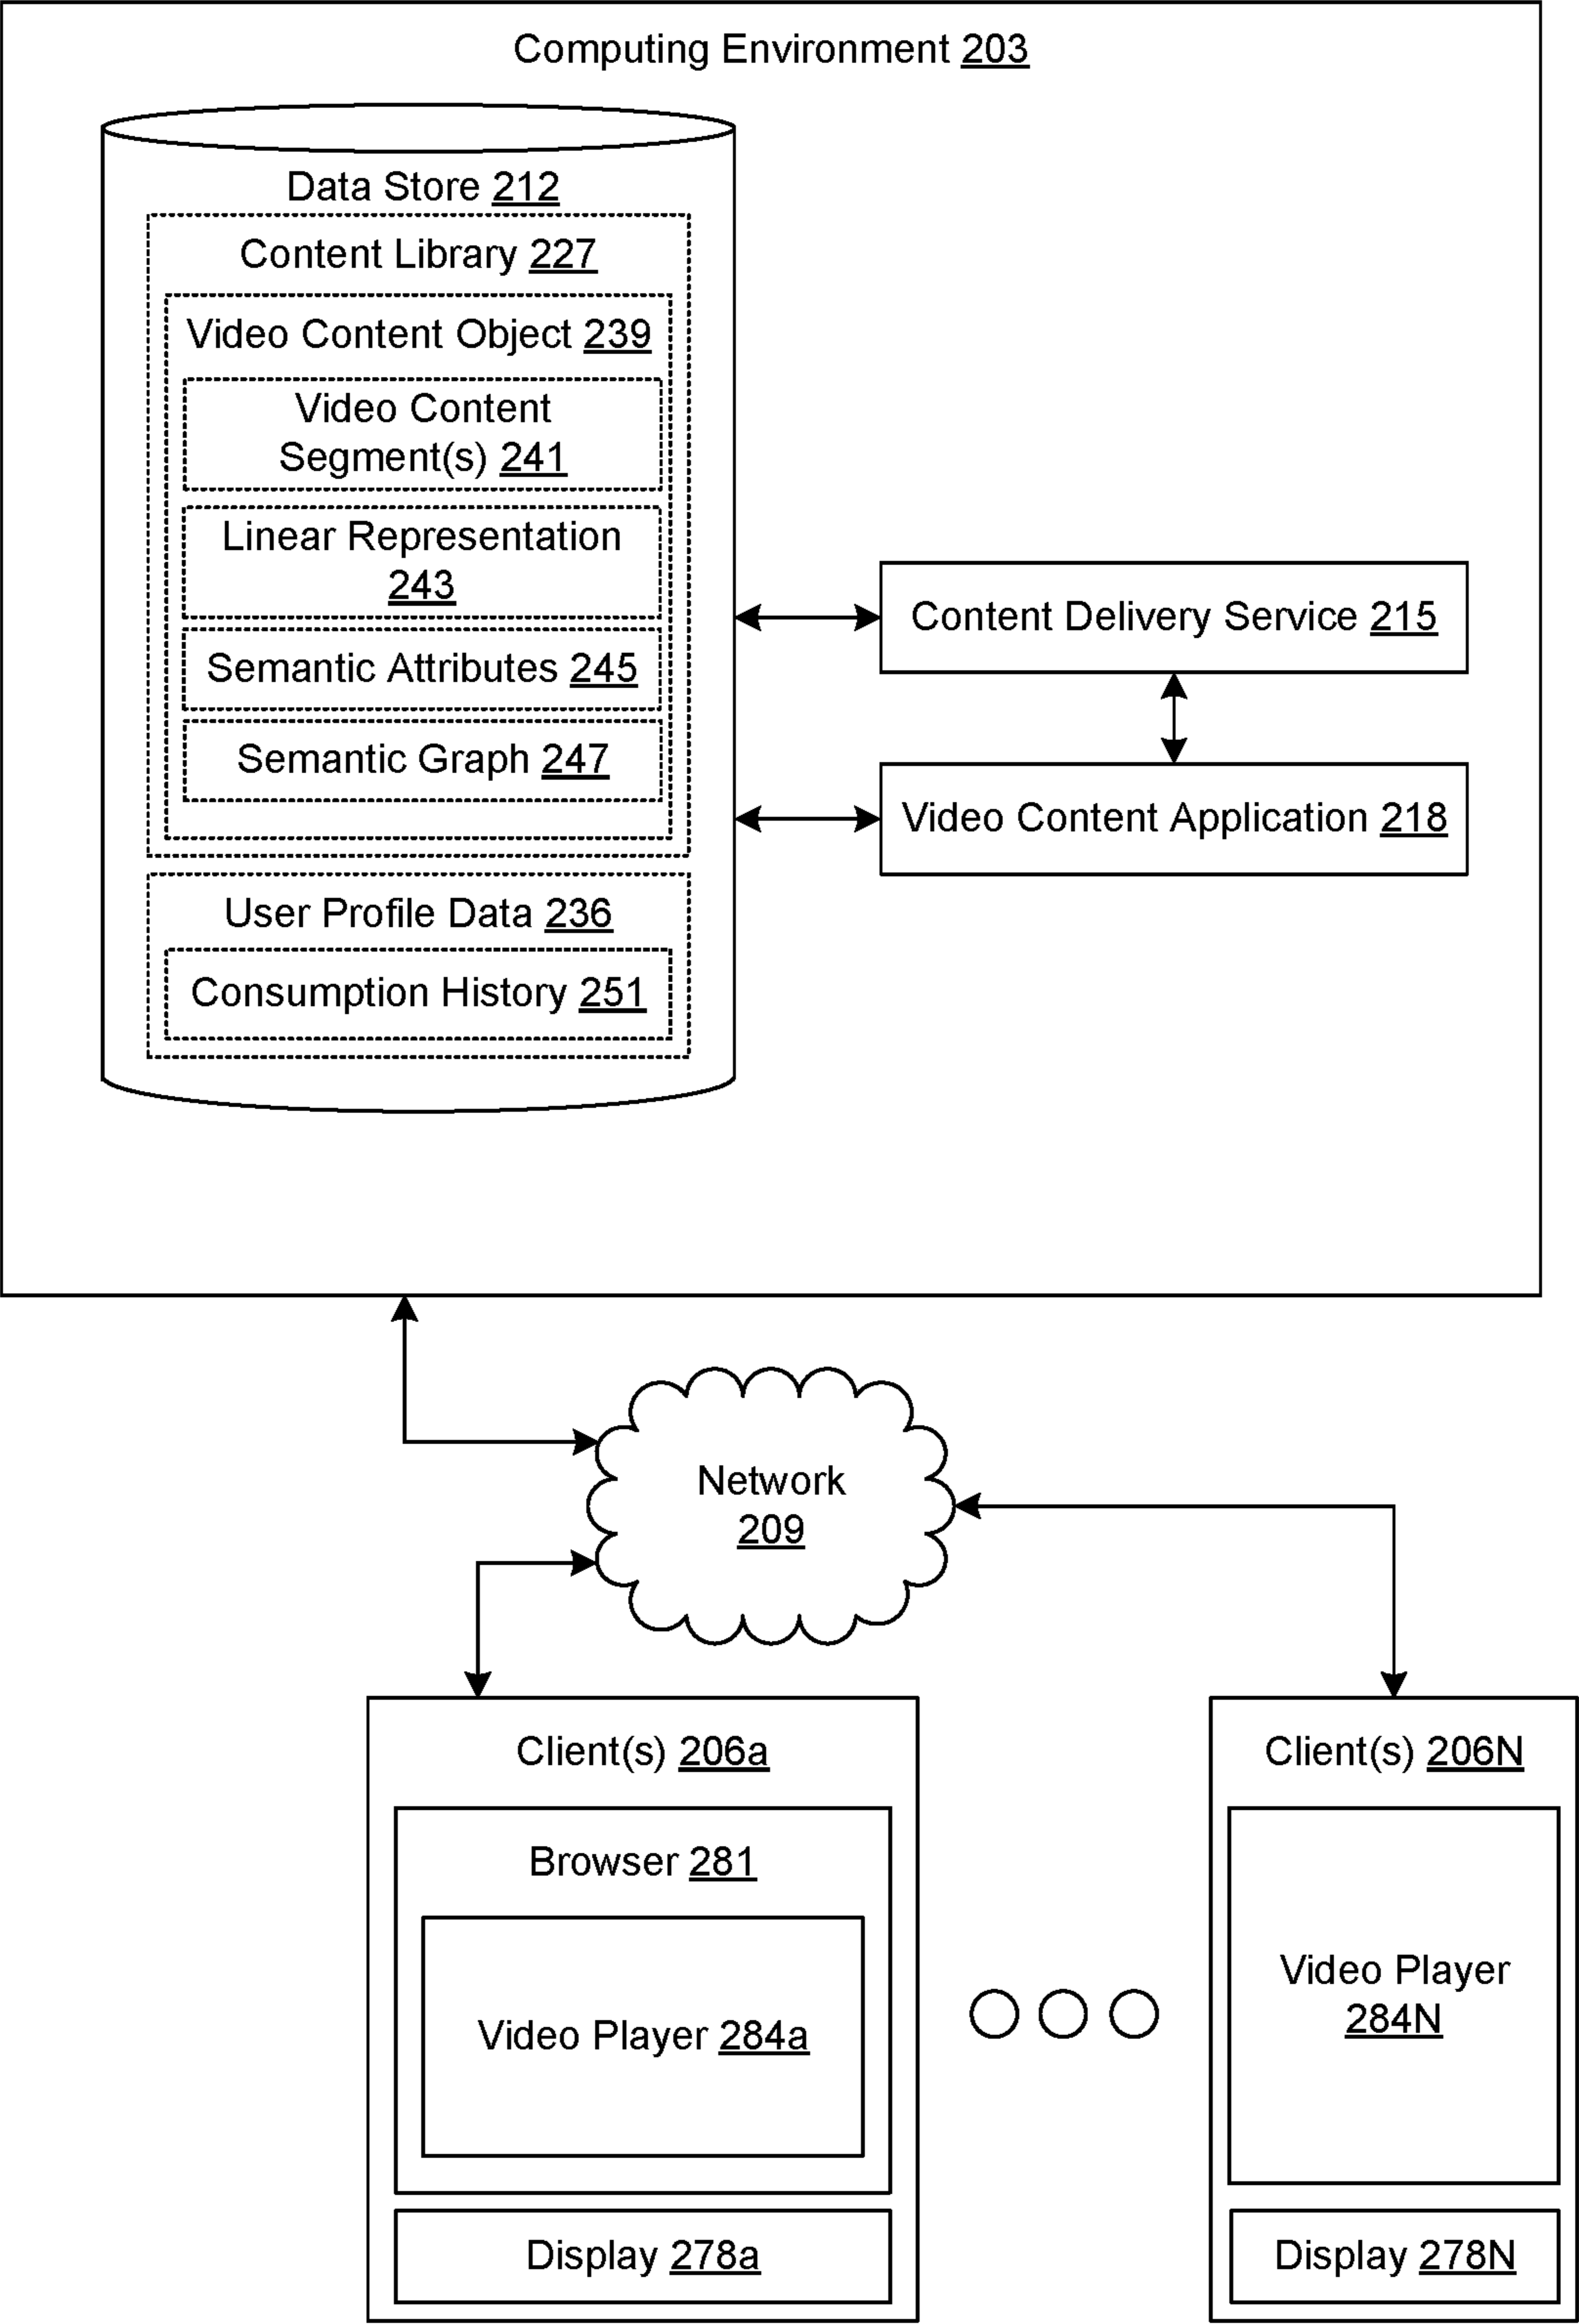 Computing Environment 203
Data Store 212
Content Library 227
Video Content Object 239
Video Content
Segment(s) 241
Linear Representation
243
Semantic Attributes 245
Semantic Graph 247
User Profile Data 236
Consumption History 251
Content Delivery Service 215
Video Content Application 218
Network
209
Client(s) 206a
Browser 281
Video Player 284a
Display 278a
Client(s) 206N
Video Player
284N
Display 278N